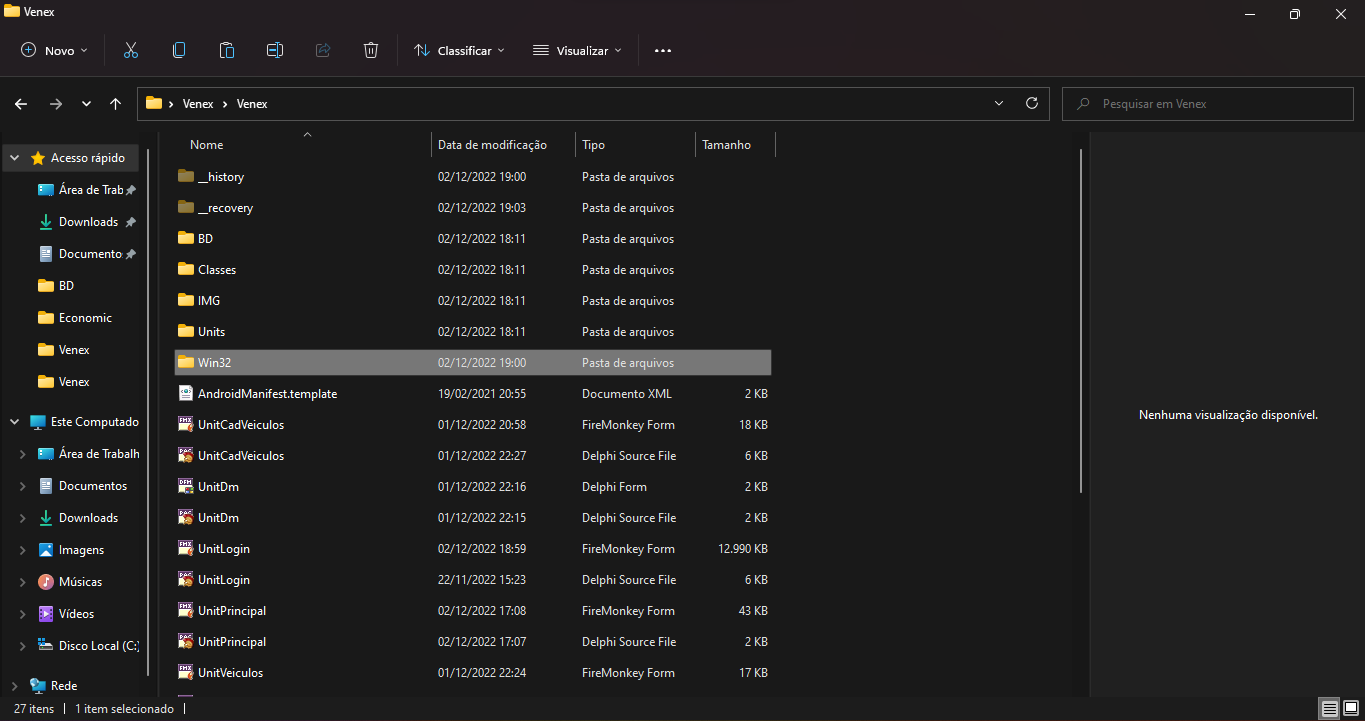 Venex
Novo
Classificar
Visualizar
Venex > Venex
Pesquisar em Venex
Nome Data de modificação Tipo Tamanho
Acesso rápido
Área de Trab
Downloads
Documento
BD
Economic
Venex
Venex
Este Computado
Área de Trabalh
Documentos
Downloads
Imagens
Músicas
Vídeos
Disco Local (C:)
Rede
__history 02/12/2022 19:00 Pasta de arquivos
__recovery 02/12/2022 19:03 Pasta de arquivos
BD 02/12/2022 18:11 Pasta de arquivos
Classes 02/12/2022 18:11 Pasta de arquivos
IMG 02/12/2022 18:11 Pasta de arquivos
Units 02/12/2022 18:11 Pasta de arquivos
Win32 02/12/2022 19:00 Pasta de arquivos
AndroidManifest.template 19/02/2021 20:55 Documento XML 2 KB
UnitCadVeiculos 01/12/2022 20:58 FireMonkey Form 18 KB
UnitCadVeiculos 01/12/2022 22:27 Delphi Source File 6 KB
UnitDm 01/12/2022 22:16 Delphi Form 2 KB
UnitDm 01/12/2022 22:15 Delphi Source File 2 KB
UnitLogin 02/12/2022 18:59 FireMonkey Form 12.990 KB
UnitLogin 22/11/2022 15:23 Delphi Source File 6 KB
UnitPrincipal 02/12/2022 17:08 FireMonkey Form 43 KB
UnitPrincipal 02/12/2022 17:07 Delphi Source File 2 KB
UnitVeiculos 01/12/2022 22:24 FireMonkey Form 17 KB
Nenhuma visualização disponível.
27 itens 1 item selecionado